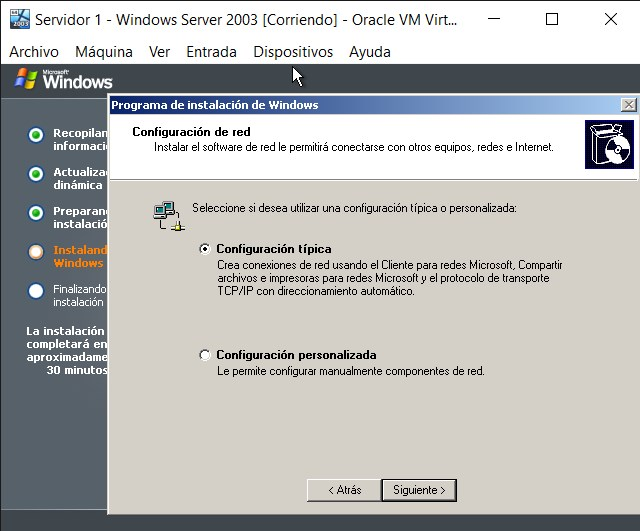 Servidor 1 - Windows Server 2003 [Corriendo] - Oracle VM Virt...
Archivo Máquina Ver Entrada Dispositivos Ayuda
Microsoft
Windows
Programa de instalación de Windows
Configuración de red
Instalar el software de red le permitirá conectarse con otros equipos, redes e Internet.
Recopilan
informaci
Actualiza
dinámica
Preparan
instalació
Instaland
Windows
Finalizando
instalación
La instalación
completará en
aproximadame
30 minutos
Seleccione si desea utilizar una configuración típica o personalizada:
Configuración típica
Crea conexiones de red usando el Cliente para redes Microsoft, Compartir
archivos e impresoras para redes Microsoft y el protocolo de transporte
TCP/IP con direccionamiento automático.
Configuración personalizada
Le permite configurar manualmente componentes de red.
< Atrás Siguiente >